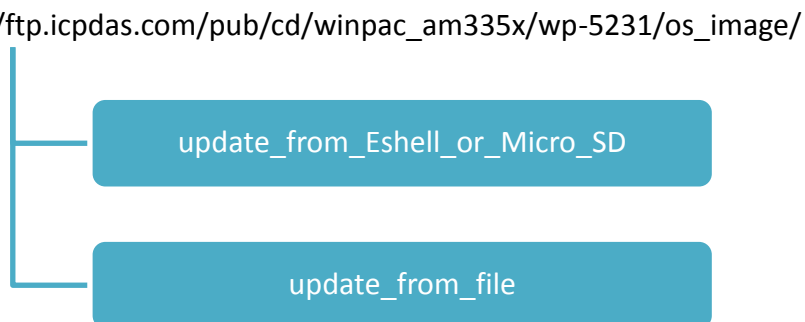 /ftp.icpdas.com/pub/cd/winpac_am335x/wp-5231/os_image/
update_from_Eshell_or_Micro_SD
update_from_file